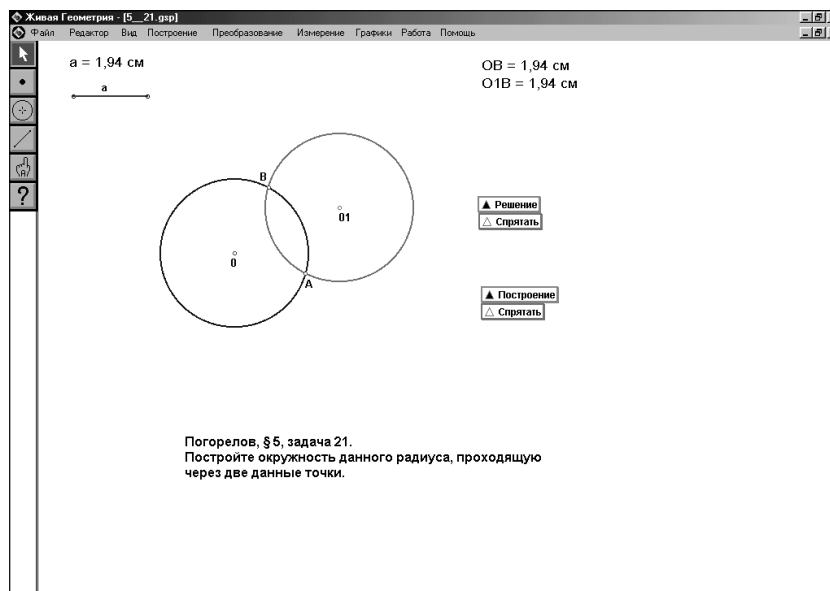 Живая Геометрия - [5__21.gsp]
Файл Редактор Вид Построение Преобразование Измерение Графики Работа Помощь
a = 1,94 см
a
OB = 1,94 см
O1B = 1,94 см
B
O1
O
A
▲ Решение
△ Спрятать
▲ Построение
△ Спрятать
A
?
Погорелов, § 5, задача 21.
Постройте окружность данного радиуса, проходящую
через две данные точки.